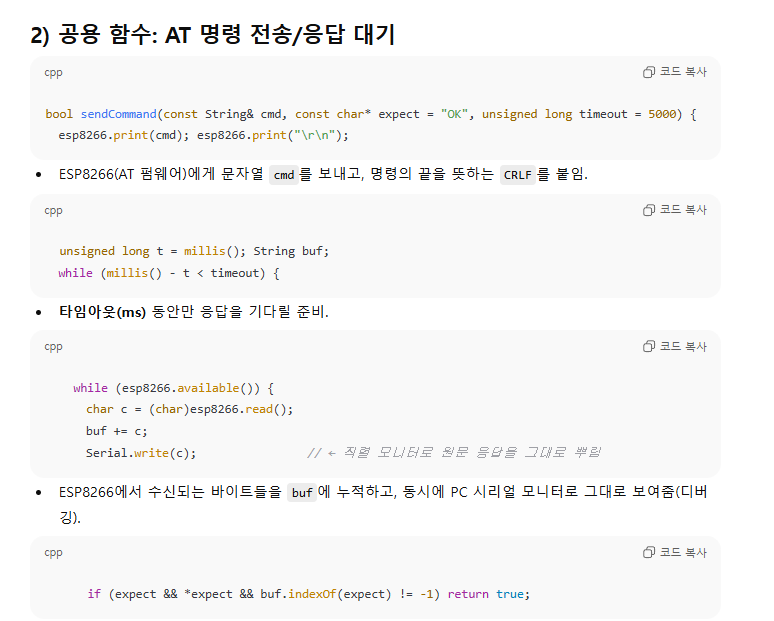 2) 공용 함수: AT 명령 전송/응답 대기
cpp
코드 복사
bool sendCommand(const String& cmd, const char* expect = "OK", unsigned long timeout = 5000) {
esp8266.print(cmd); esp8266.print("\r\n");
• ESP8266(AT 펌웨어)에게 문자열 cmd 를 보내고, 명령의 끝을 뜻하는 CRLF 를 붙임.
cpp
코드 복사
unsigned long t = millis(); String buf;
while (millis() - t < timeout) {
• 타임아웃(ms) 동안만 응답을 기다릴 준비.
cpp
코드 복사
while (esp8266.available()) {
char c = (char)esp8266.read();
buf += c;
Serial.write(c); // ← 직렬 모니터로 원문 응답을 그대로 뿌림
• ESP8266에서 수신되는 바이트들을 buf 에 누적하고, 동시에 PC 시리얼 모니터로 그대로 보여줌(디버
깅).
cpp
코드 복사
if (expect && *expect && buf.indexOf(expect) != -1) return true;